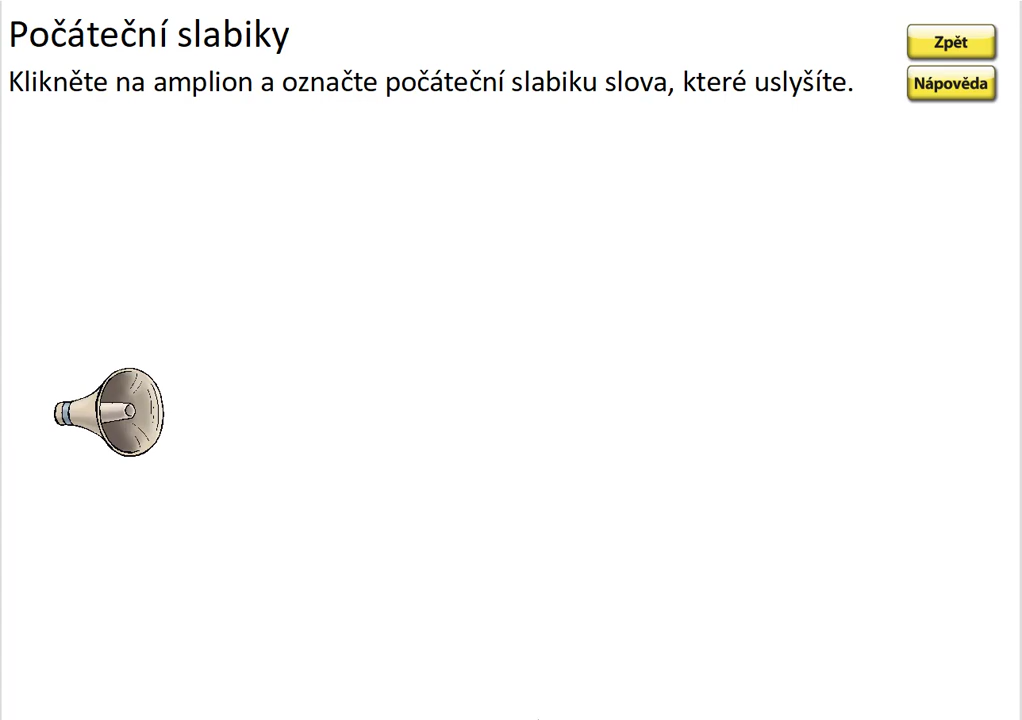 Počáteční slabiky
Zpět
Klikněte na amplion a označte počáteční slabiku slova, které uslyšíte.
Nápověda